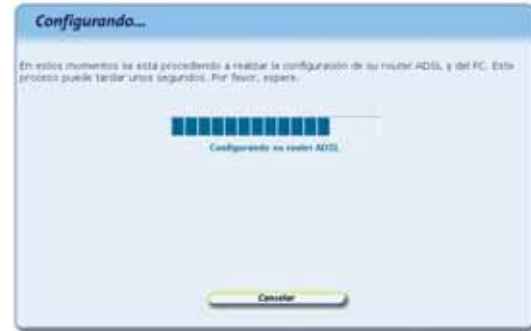 Configurando...
En estos momentos se está procediendo a realizar la configuración de su router ADSL y del PC. Este
proceso puede tardar unos segundos. Por favor, espere.
Configurando su router ADSL
Cancelar